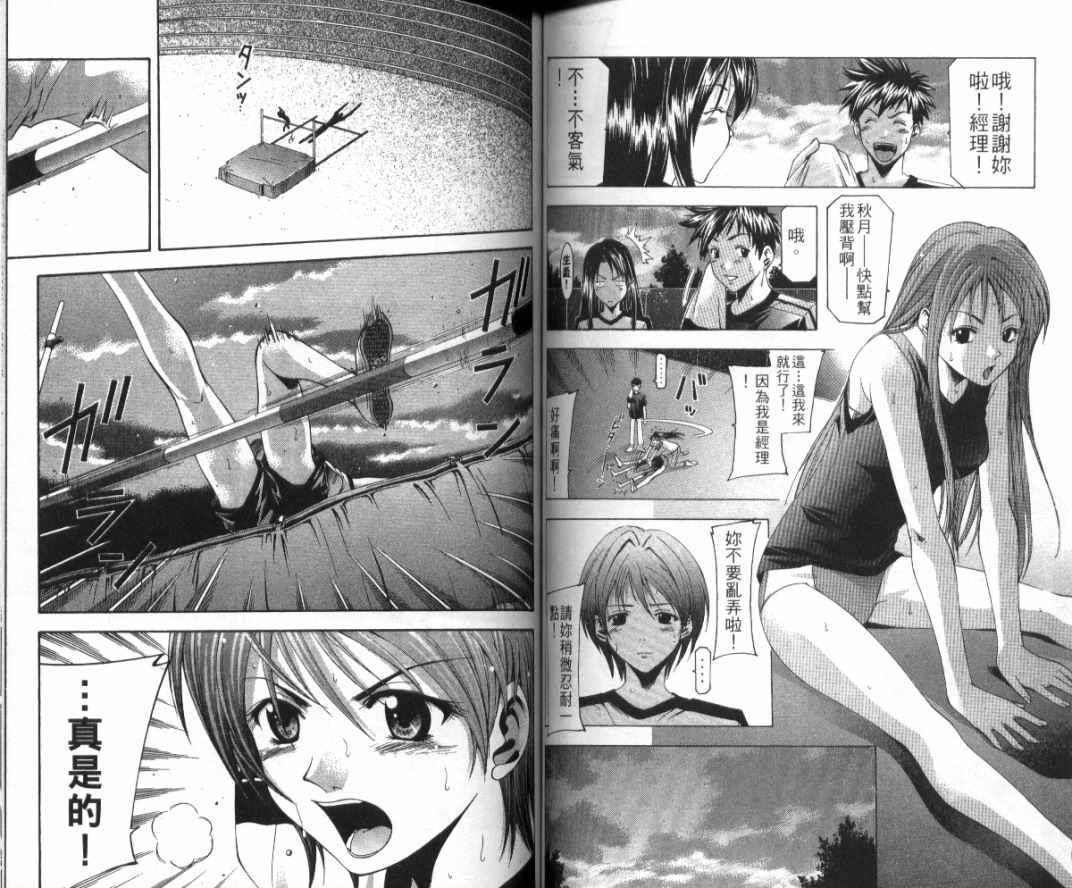 哦！謝謝妳
啦！經理！
不…不客氣
！
秋月——快點幫
我壓背啊——
哦。
生產！
這…這我來
就行了！
因為我是經理
！
……
バッ
好痛啊啊！
妳不要亂弄啦！
請妳稍微忍耐一
點！
……
タンッ…
ガラン
ガラン
…真是的！